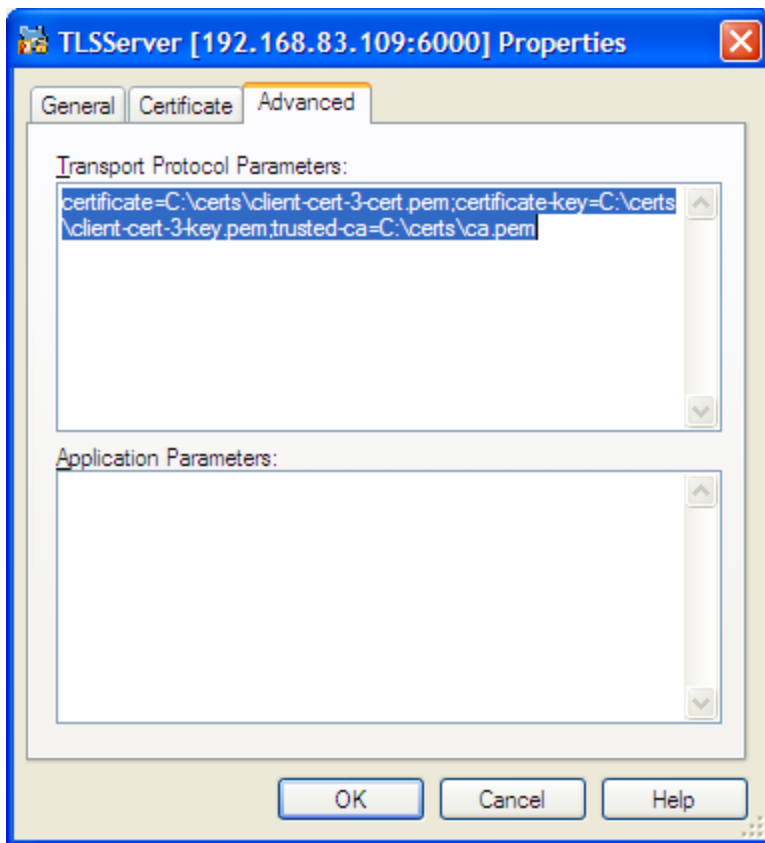 TLSServer [192.168.83.109:6000] Properties
General Certificate Advanced
Transport Protocol Parameters:
certificate=C:\certs\client-cert-3-cert.pem;certificate-key=C:\certs
\client-cert-3-key.pem;trusted-ca=C:\certs\ca.pem
Application Parameters:
OK Cancel Help